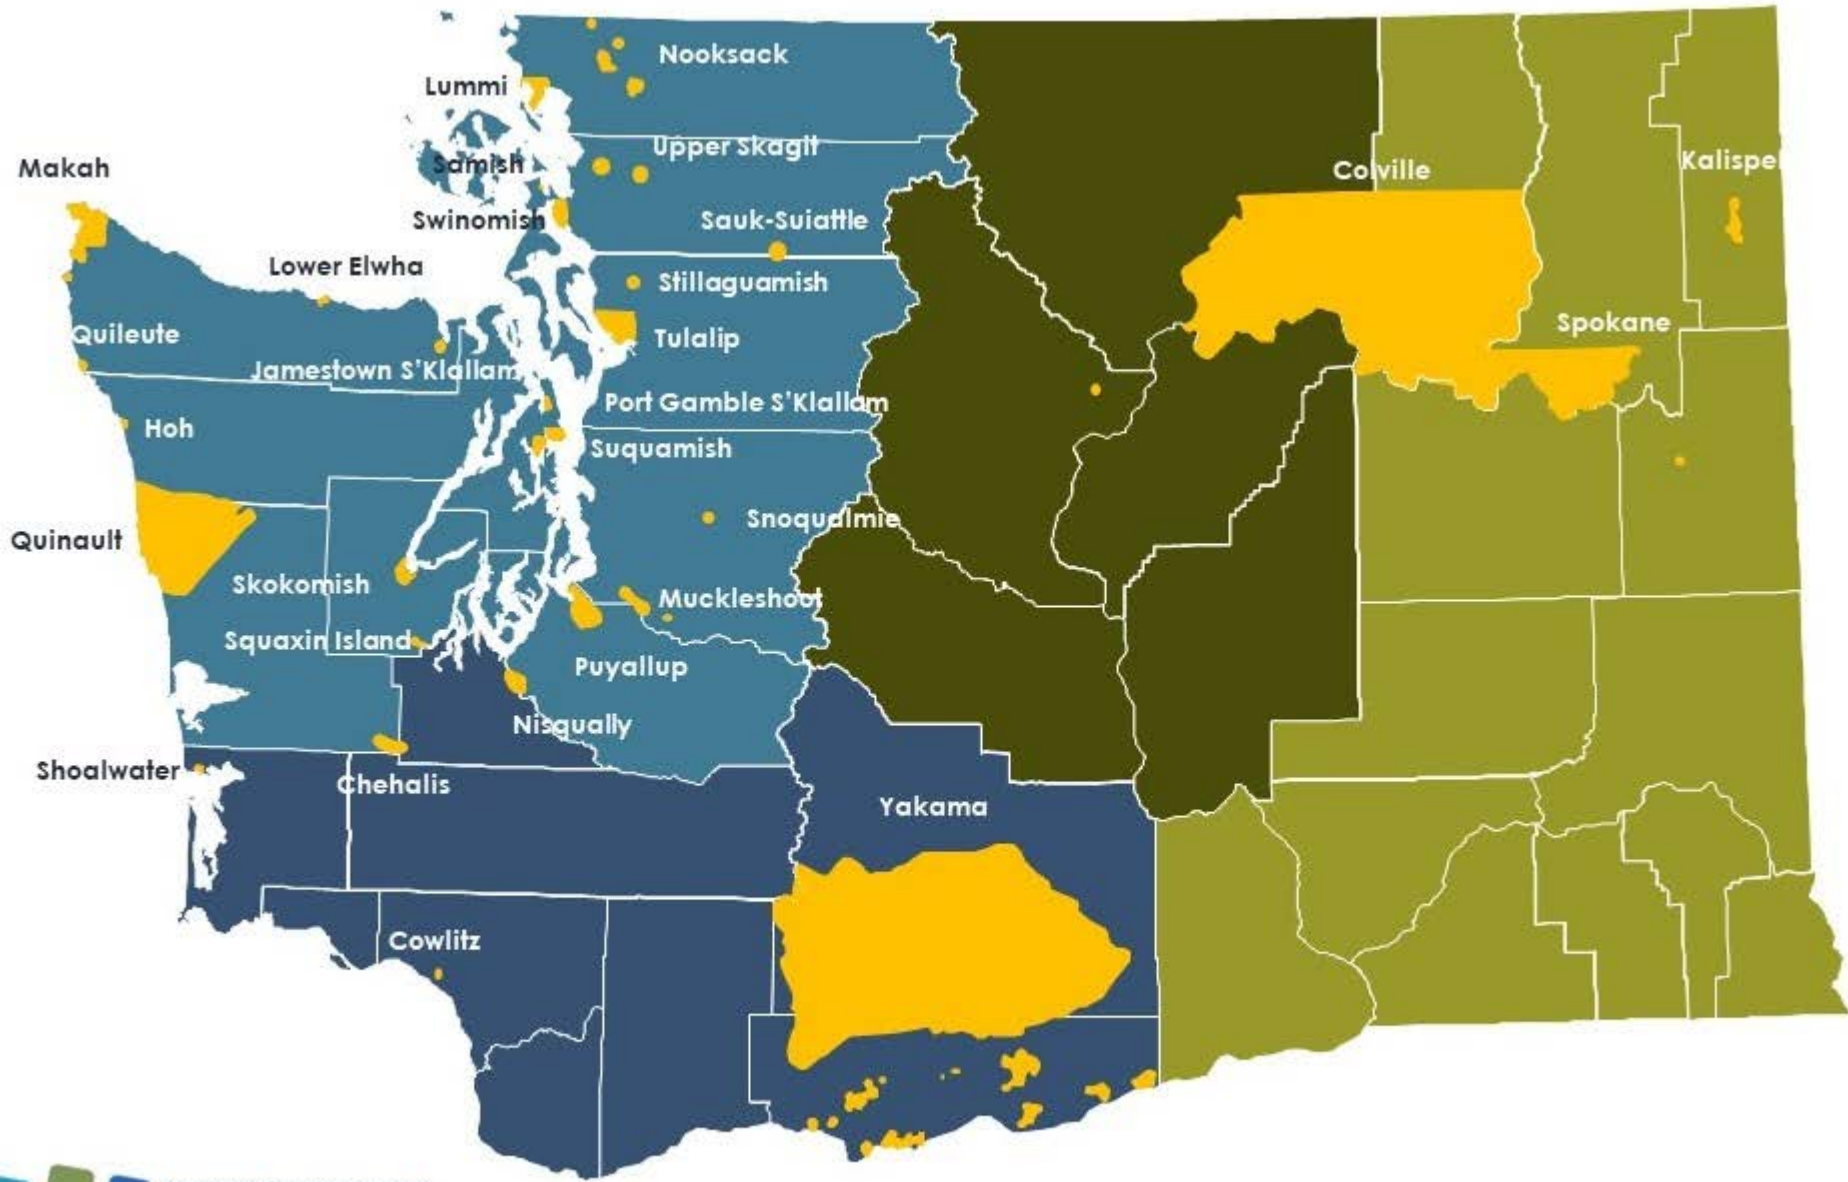 Nooksack
Lummi
Upper Skagit
Samish
Makah
Colville
Kalispel
Swinomish
Sauk-Suiattle
Lower Elwha
Stillaguamish
Quileute
Tulalip
Spokane
Jamestown S'Klallam
Port Gamble S'Klallam
Hoh
Suquamish
Snoqualmie
Quinault
Skokomish
Muckleshoot
Squaxin Island
Puyallup
Nisqually
Shoalwater
Chehalis
Yakama
Cowlitz